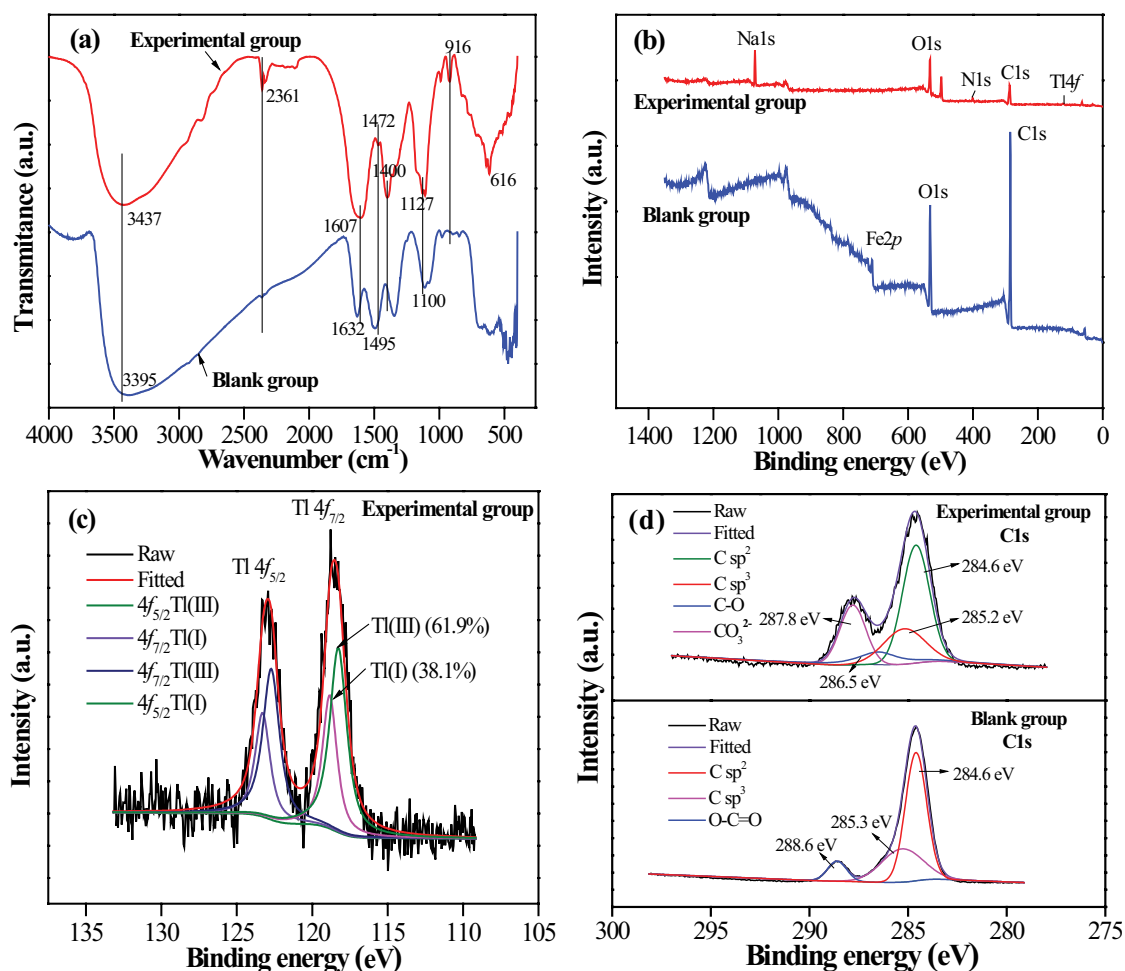 (a)
Experimental group
916
2361
1472
1400
3437
1607
1127
616
1632
1495
1100
3395
Blank group
Transmitance (a.u.)
4000 3500 3000 2500 2000 1500 1000 500
Wavenumber (cm⁻¹)
(b)
Na1s
O1s
N1s
C1s
Tl4f
Experimental group
C1s
O1s
Fe2p
Blank group
Intensity (a.u.)
1400 1200 1000 800 600 400 200 0
Binding energy (eV)
(c)
Tl 4f₇/₂
Experimental group
Tl 4f₅/₂
Raw
Fitted
4f₅/₂Tl(III)
4f₇/₂Tl(I)
4f₇/₂Tl(III)
4f₅/₂Tl(I)
Tl(III) (61.9%)
Tl(I) (38.1%)
Intensity (eV)
135 130 125 120 115 110 105
Binding energy (eV)
(d)
Raw
Fitted
C sp²
C sp³
C-O
CO₃²⁻
Experimental group
C1s
284.6 eV
287.8 eV
285.2 eV
286.5 eV
Raw
Fitted
C sp²
C sp³
O-C=O
Blank group
C1s
284.6 eV
285.3 eV
288.6 eV
Intensity (a.u.)
300 295 290 285 280 275
Binding energy (eV)